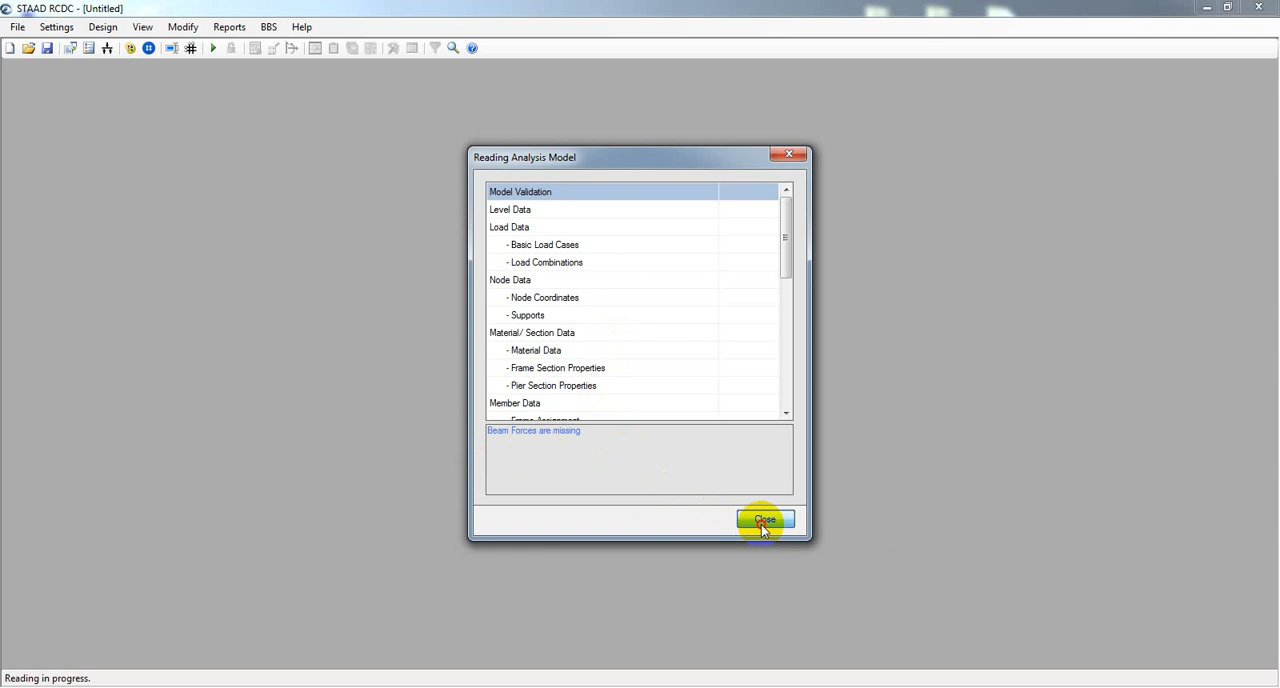 STAAD RCDC - [Untitled]
File Settings Design View Modify Reports BBS Help
Reading Analysis Model
Model Validation
Level Data
Load Data
- Basic Load Cases
- Load Combinations
Node Data
- Node Coordinates
- Supports
Material/ Section Data
- Material Data
- Frame Section Properties
- Pier Section Properties
Member Data
- Frame Assignment
Beam Forces are missing
Close
Reading in progress.